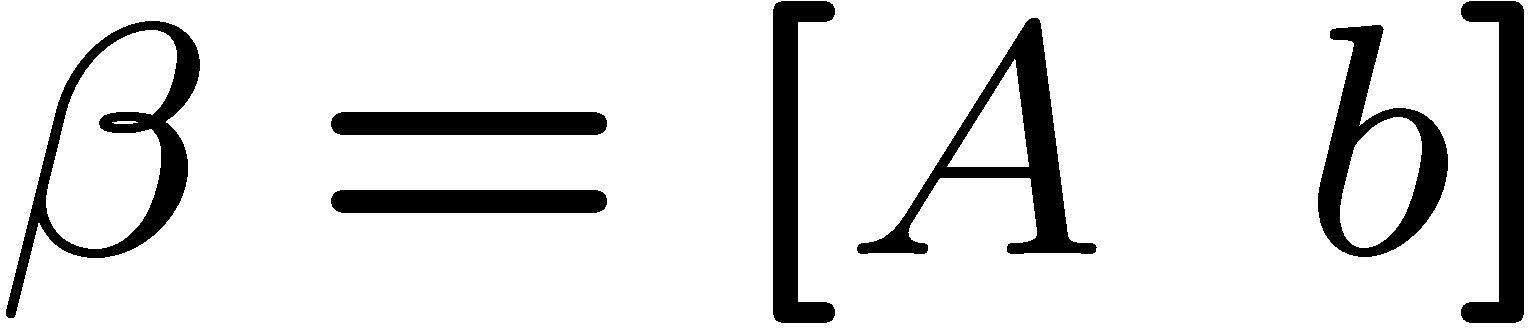 β = [A b]